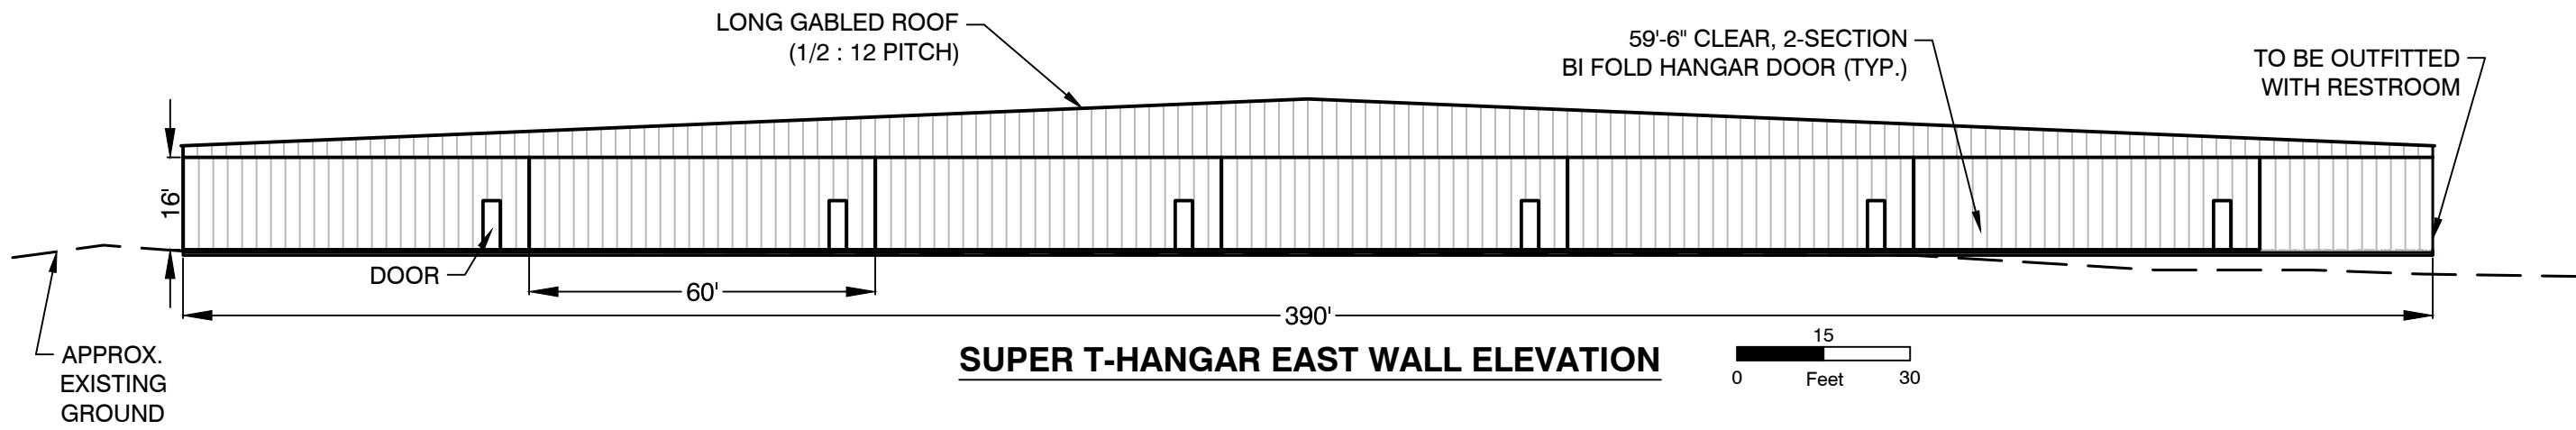 LONG GABLED ROOF
(1/2 : 12 PITCH)
59'-6" CLEAR, 2-SECTION
BI FOLD HANGAR DOOR (TYP.)
TO BE OUTFITTED
WITH RESTROOM
16'
DOOR
60'
390'
APPROX.
EXISTING
GROUND
SUPER T-HANGAR EAST WALL ELEVATION
15
0 Feet 30